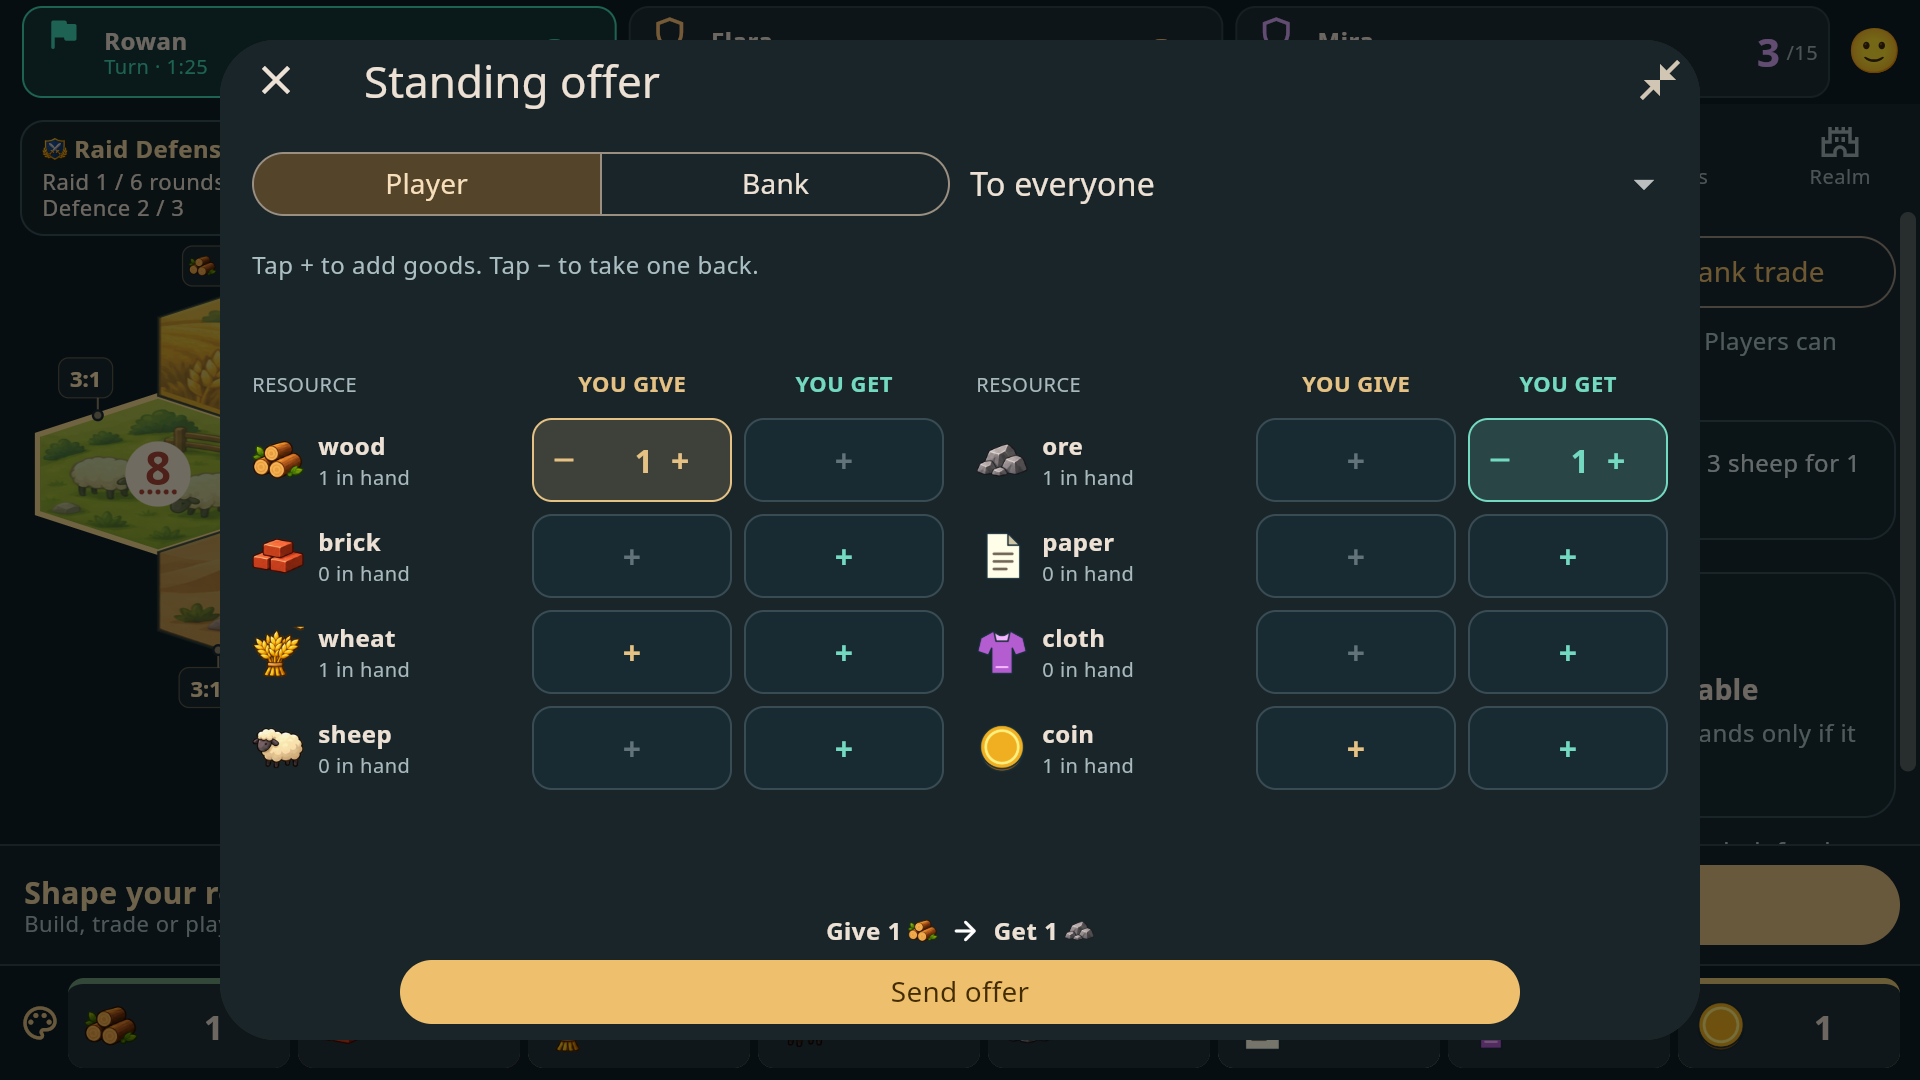 Rowan
Turn · 1:25
3 /15
Standing offer
Raid Defens
Raid 1 / 6 rounds
Defence 2 / 3
Player
Bank
To everyone
Realm
s
Tap + to add goods. Tap − to take one back.
ank trade
Players can
3:1
RESOURCE YOU GIVE YOU GET RESOURCE YOU GIVE YOU GET
wood
1 in hand
− 1 +
+
ore
1 in hand
+
− 1 +
3 sheep for 1
8
brick
0 in hand
+
+
paper
0 in hand
+
+
wheat
1 in hand
+
+
cloth
0 in hand
+
+
3:1
able
sheep
0 in hand
+
+
coin
1 in hand
+
+
ands only if it
Shape your r
Build, trade or play
Give 1 → Get 1
Send offer
1
1